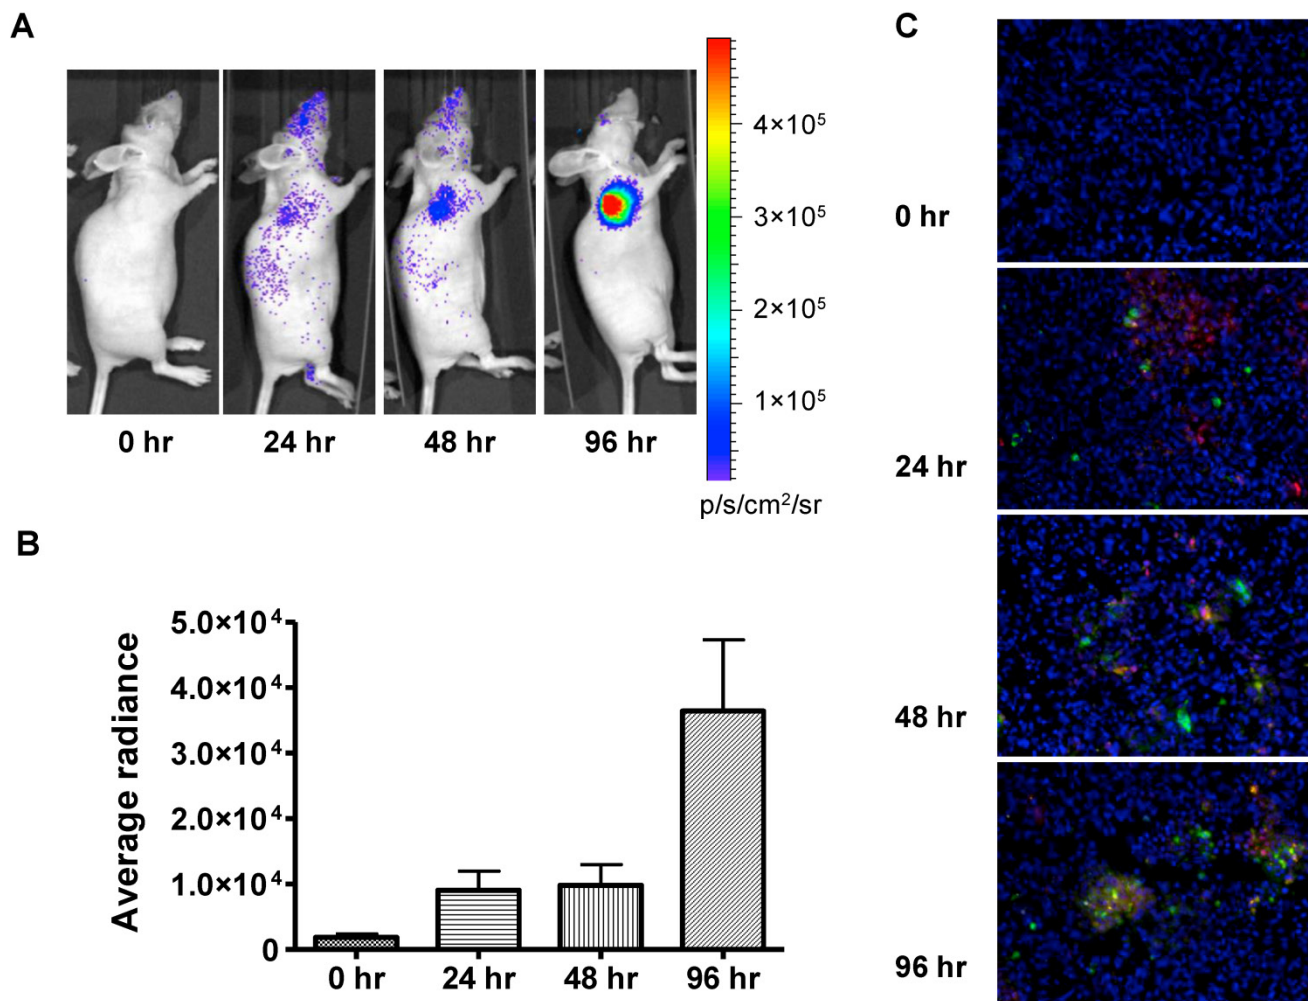 A
4×10⁵
3×10⁵
2×10⁵
1×10⁵
p/s/cm²/sr
0 hr
24 hr
48 hr
96 hr
B
Average radiance
5.0×10⁴
4.0×10⁴
3.0×10⁴
2.0×10⁴
1.0×10⁴
0
0 hr
24 hr
48 hr
96 hr
C
0 hr
24 hr
48 hr
96 hr